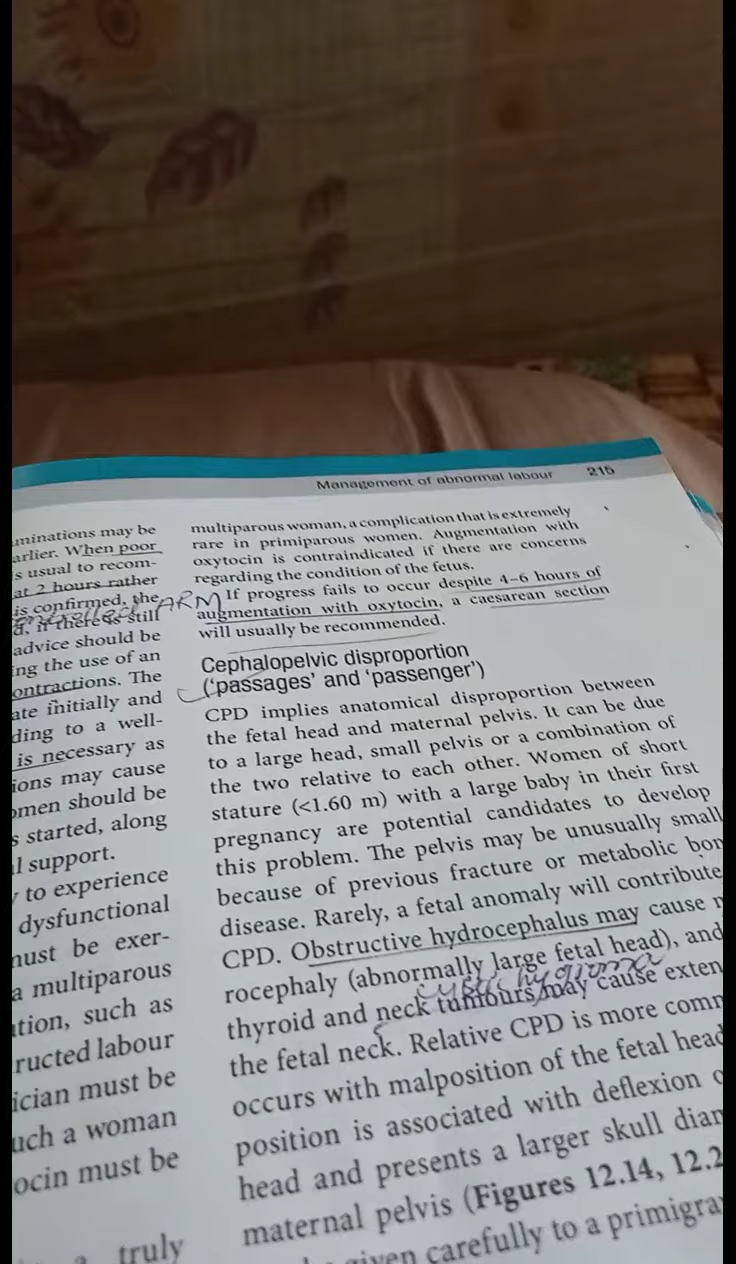 Management of abnormal labour 215
minations may be
arlier. When poor
s usual to recom-
at 2 hours rather
is confirmed, the
d, if there is still
advice should be
ing the use of an
ontractions. The
ate initially and
ding to a well-
is necessary as
ions may cause
omen should be
s started, along
l support.
to experience
dysfunctional
must be exer-
a multiparous
ation, such as
ructed labour
ician must be
uch a woman
ocin must be
truly
ARM
multiparous woman, a complication that is extremely
rare in primiparous women. Augmentation with
oxytocin is contraindicated if there are concerns
regarding the condition of the fetus.
If progress fails to occur despite 4–6 hours of
augmentation with oxytocin, a caesarean section
will usually be recommended.
Cephalopelvic disproportion
('passages' and 'passenger')
CPD implies anatomical disproportion between
the fetal head and maternal pelvis. It can be due
to a large head, small pelvis or a combination of
the two relative to each other. Women of short
stature (<1.60 m) with a large baby in their first
pregnancy are potential candidates to develop
this problem. The pelvis may be unusually small
because of previous fracture or metabolic bon
disease. Rarely, a fetal anomaly will contribute
CPD. Obstructive hydrocephalus may cause
rocephaly (abnormally large fetal head), and
cystic hygroma
thyroid and neck tumours may cause exten
the fetal neck. Relative CPD is more comm
occurs with malposition of the fetal head
position is associated with deflexion
head and presents a larger skull diam
maternal pelvis (Figures 12.14, 12.2
given carefully to a primigra